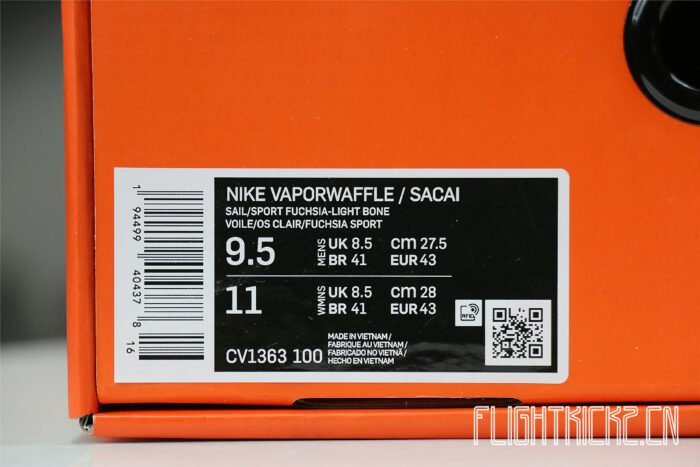 NIKE VAPORWAFFLE / SACAI
SAIL/SPORT FUCHSIA-LIGHT BONE
VOILE/OS CLAIR/FUCHSIA SPORT
9.5 MENS UK 8.5 cm 27.5
BR 41 EUR 43
11 WMNS UK 8.5 cm 28
BR 41 EUR 43
CV1363 100
MADE IN VIETNAM /
FABRIQUE AU VIETNAM /
FABRICADO NO VIETNÃ /
HECHO EN VIETNAM
RFID
1 94499 40437 8 16
FLIGHTKICKZ.CN